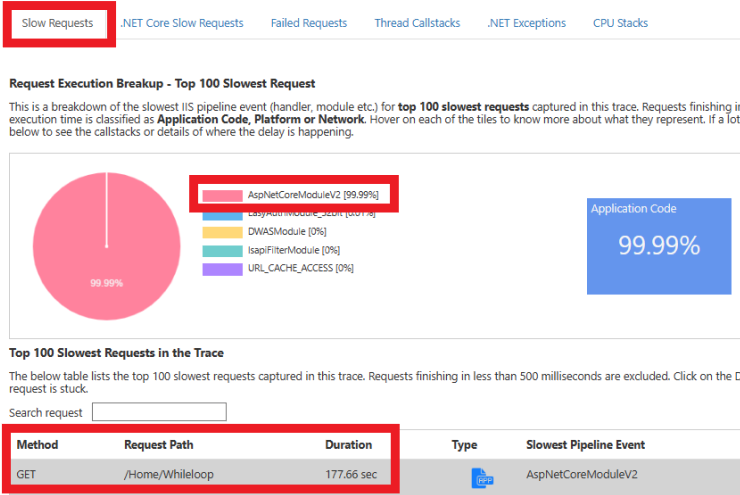 Slow Requests .NET Core Slow Requests Failed Requests Thread Callstacks .NET Exceptions CPU Stacks
Request Execution Breakup - Top 100 Slowest Request
This is a breakdown of the slowest IIS pipeline event (handler, module etc.) for top 100 slowest requests captured in this trace. Requests finishing in
execution time is classified as Application Code, Platform or Network. Hover on each of the tiles to know more about what they represent. If a lot
below to see the callstacks or details of where the delay is happening.
AspNetCoreModuleV2 [99.99%]
EasyAuthModule_32bit [0.01%]
DWASModule [0%]
IsapiFilterModule [0%]
URL_CACHE_ACCESS [0%]
99.99%
Application Code
99.99%
Top 100 Slowest Requests in the Trace
The below table lists the top 100 slowest requests captured in this trace. Requests finishing in less than 500 milliseconds are excluded. Click on the D
request is stuck.
Search request
Method Request Path Duration Type Slowest Pipeline Event
GET /Home/Whileloop 177.66 sec APP AspNetCoreModuleV2